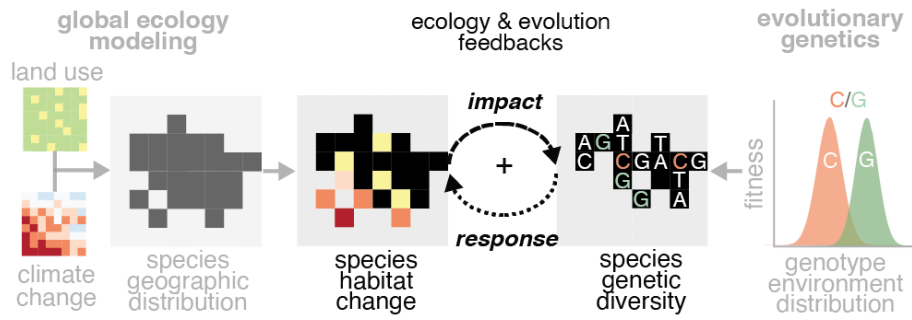 global ecology
modeling
ecology & evolution
feedbacks
evolutionary
genetics
land use
climate
change
species
geographic
distribution
species
habitat
change
impact
+
response
A
A G T T
C C G A C G
G T
G A
species
genetic
diversity
C/G
fitness
C G
genotype
environment
distribution